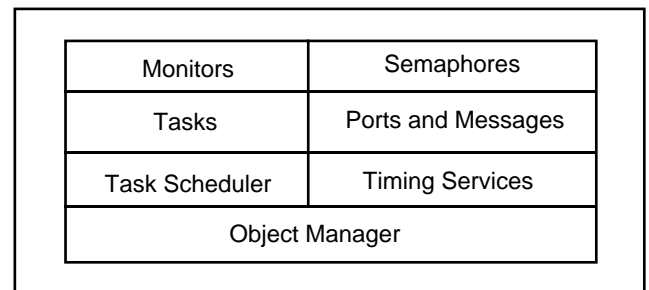 Monitors
Semaphores
Tasks
Ports and Messages
Task Scheduler
Timing Services
Object Manager